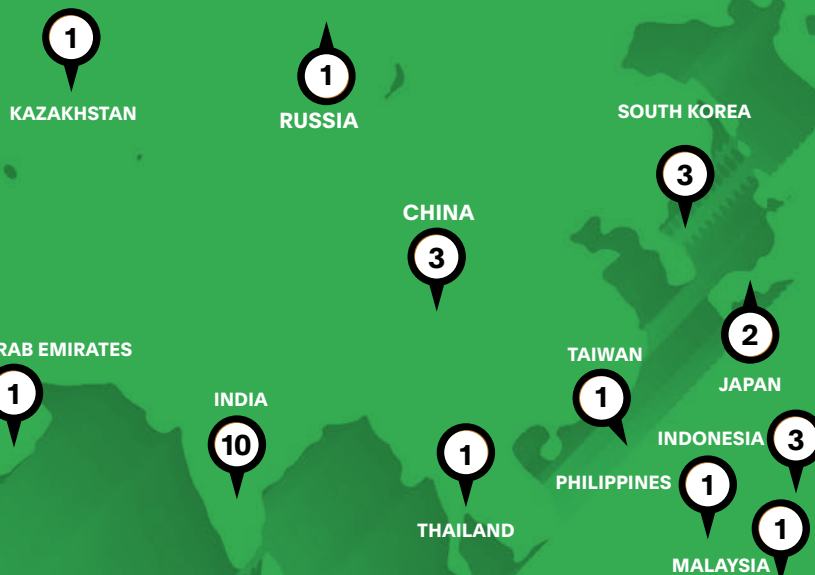 1
KAZAKHSTAN
1
RUSSIA
SOUTH KOREA
3
CHINA
3
RAB EMIRATES
1
INDIA
10
1
THAILAND
TAIWAN
1
2
JAPAN
INDONESIA 3
PHILIPPINES 1
1
MALAYSIA